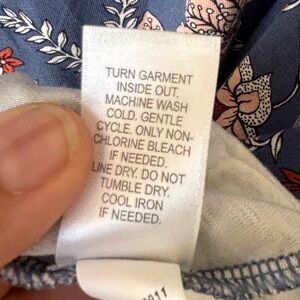 TURN GARMENT
INSIDE OUT.
MACHINE WASH
COLD. GENTLE
CYCLE. ONLY NON-
CHLORINE BLEACH
IF NEEDED.
LINE DRY. DO NOT
TUMBLE DRY.
COOL IRON
IF NEEDED.